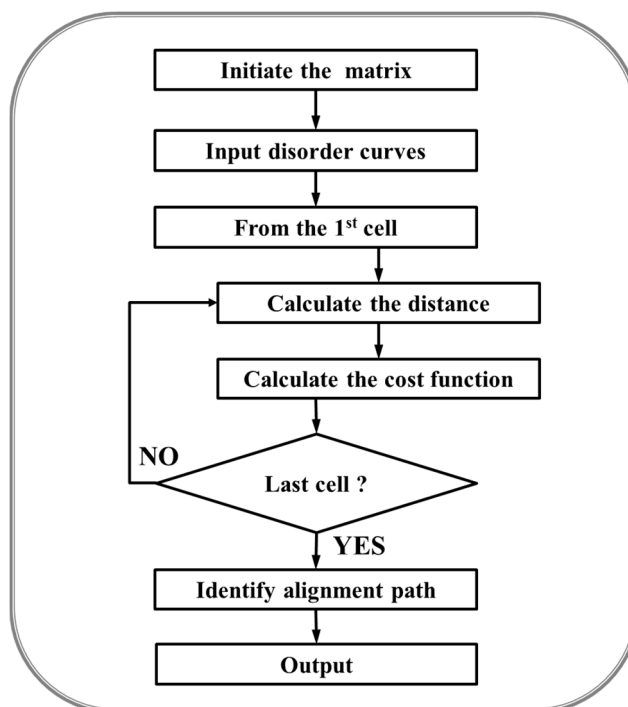 Initiate the matrix
Input disorder curves
From the 1st cell
Calculate the distance
Calculate the cost function
NO
Last cell ?
YES
Identify alignment path
Output